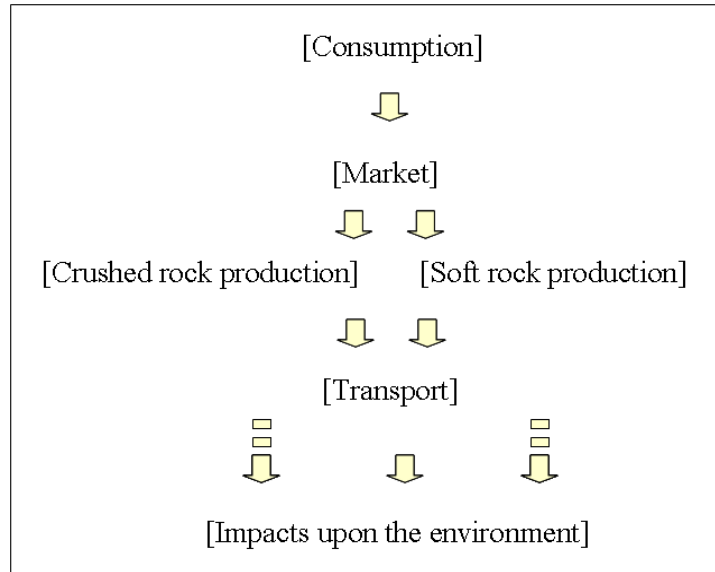 [Consumption]
[Market]
[Crushed rock production] [Soft rock production]
[Transport]
[Impacts upon the environment]